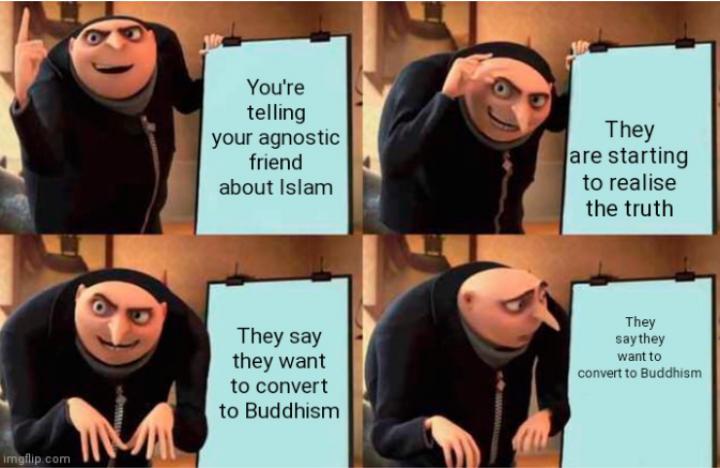 You're
telling
your agnostic
friend
about Islam
They
are starting
to realise
the truth
They say
they want
to convert
to Buddhism
They
say they
want to
convert to Buddhism
imgflip.com